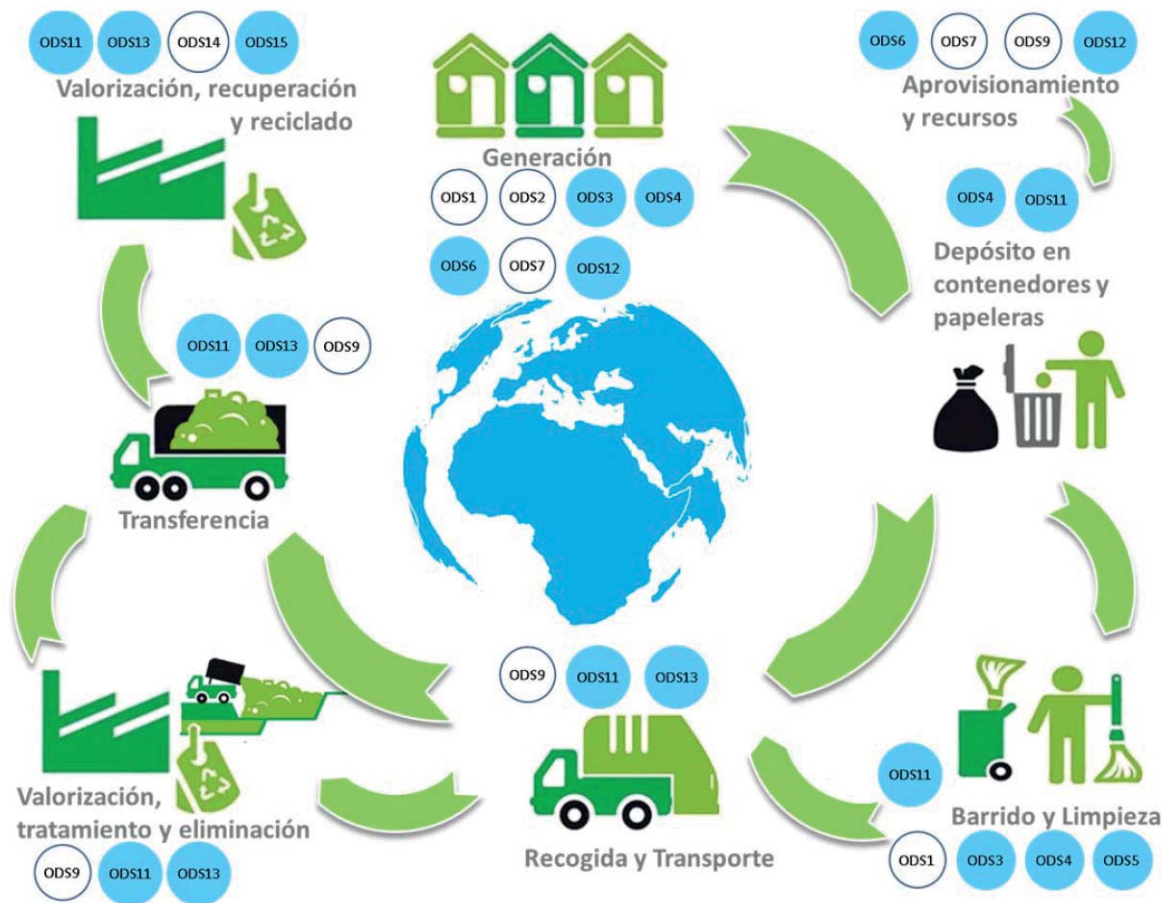 ODS11 ODS13 ODS14 ODS15
Valorización, recuperación
y reciclado
Generación
ODS1 ODS2 ODS3 ODS4
ODS6 ODS7 ODS12
ODS6 ODS7 ODS9 ODS12
Aprovisionamiento
y recursos
ODS4 ODS11
Depósito en
contenedores y
papeleras
ODS11 ODS13 ODS9
Transferencia
Valorización,
tratamiento y eliminación
ODS9 ODS11 ODS13
ODS9 ODS11 ODS13
Recogida y Transporte
ODS11
Barrido y Limpieza
ODS1 ODS3 ODS4 ODS5